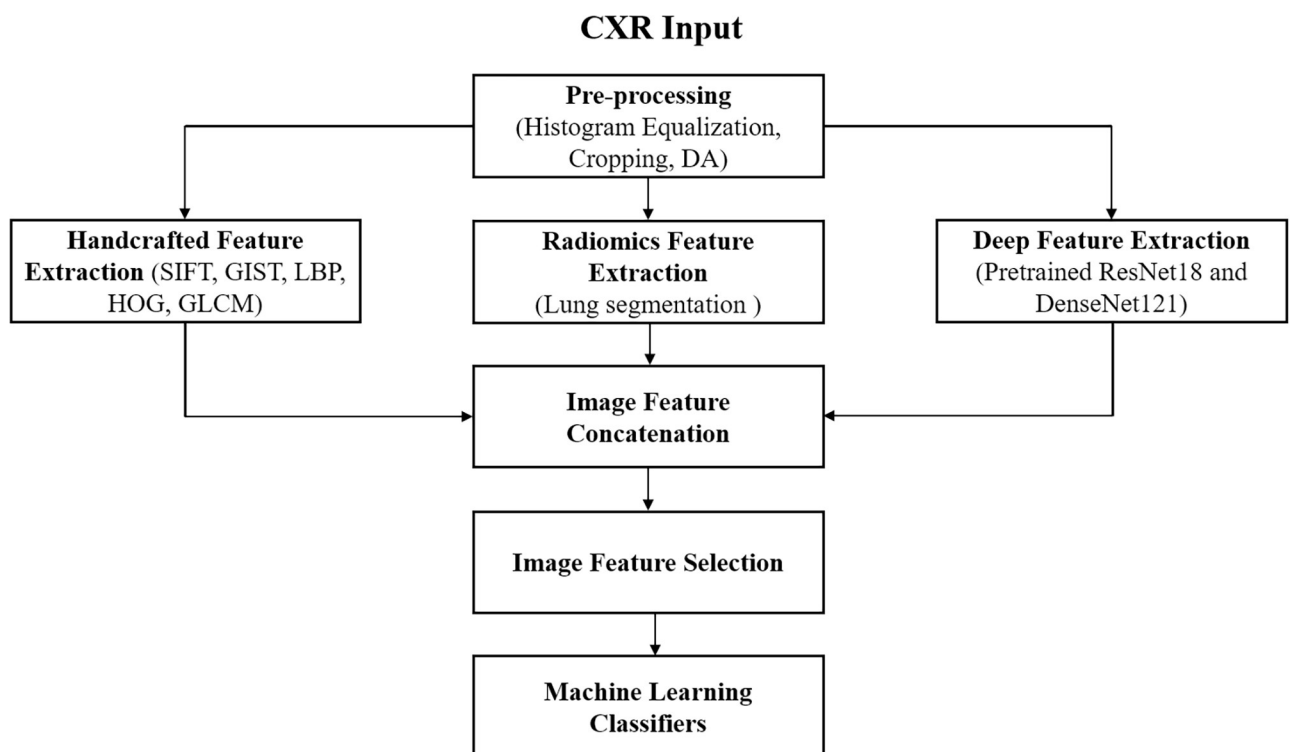 CXR Input
Pre-processing
(Histogram Equalization,
Cropping, DA)
Handcrafted Feature
Extraction (SIFT, GIST, LBP,
HOG, GLCM)
Radiomics Feature
Extraction
(Lung segmentation )
Deep Feature Extraction
(Pretrained ResNet18 and
DenseNet121)
Image Feature
Concatenation
Image Feature Selection
Machine Learning
Classifiers